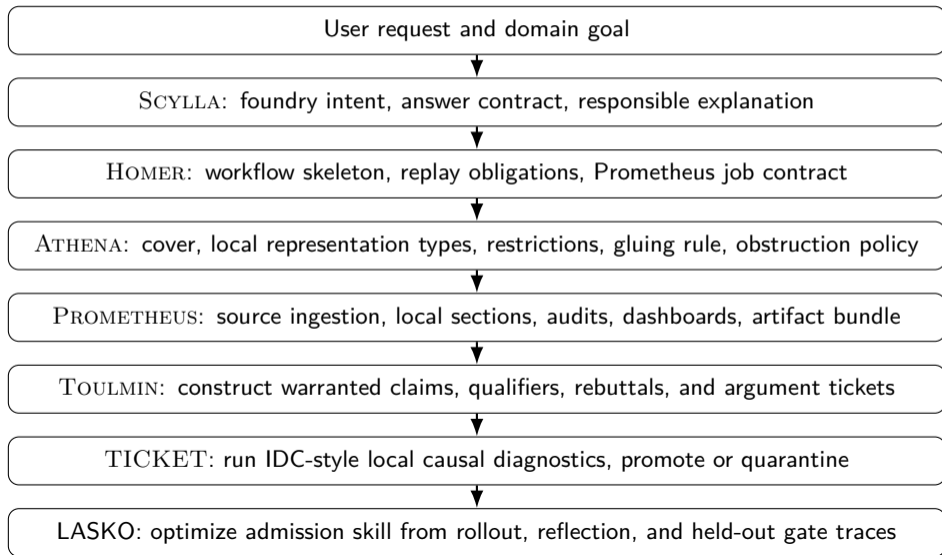 User request and domain goal
SCYLLA: foundry intent, answer contract, responsible explanation
HOMER: workflow skeleton, replay obligations, Prometheus job contract
ATHENA: cover, local representation types, restrictions, gluing rule, obstruction policy
PROMETHEUS: source ingestion, local sections, audits, dashboards, artifact bundle
TOULMIN: construct warranted claims, qualifiers, rebuttals, and argument tickets
TICKET: run IDC-style local causal diagnostics, promote or quarantine
LASKO: optimize admission skill from rollout, reflection, and held-out gate traces